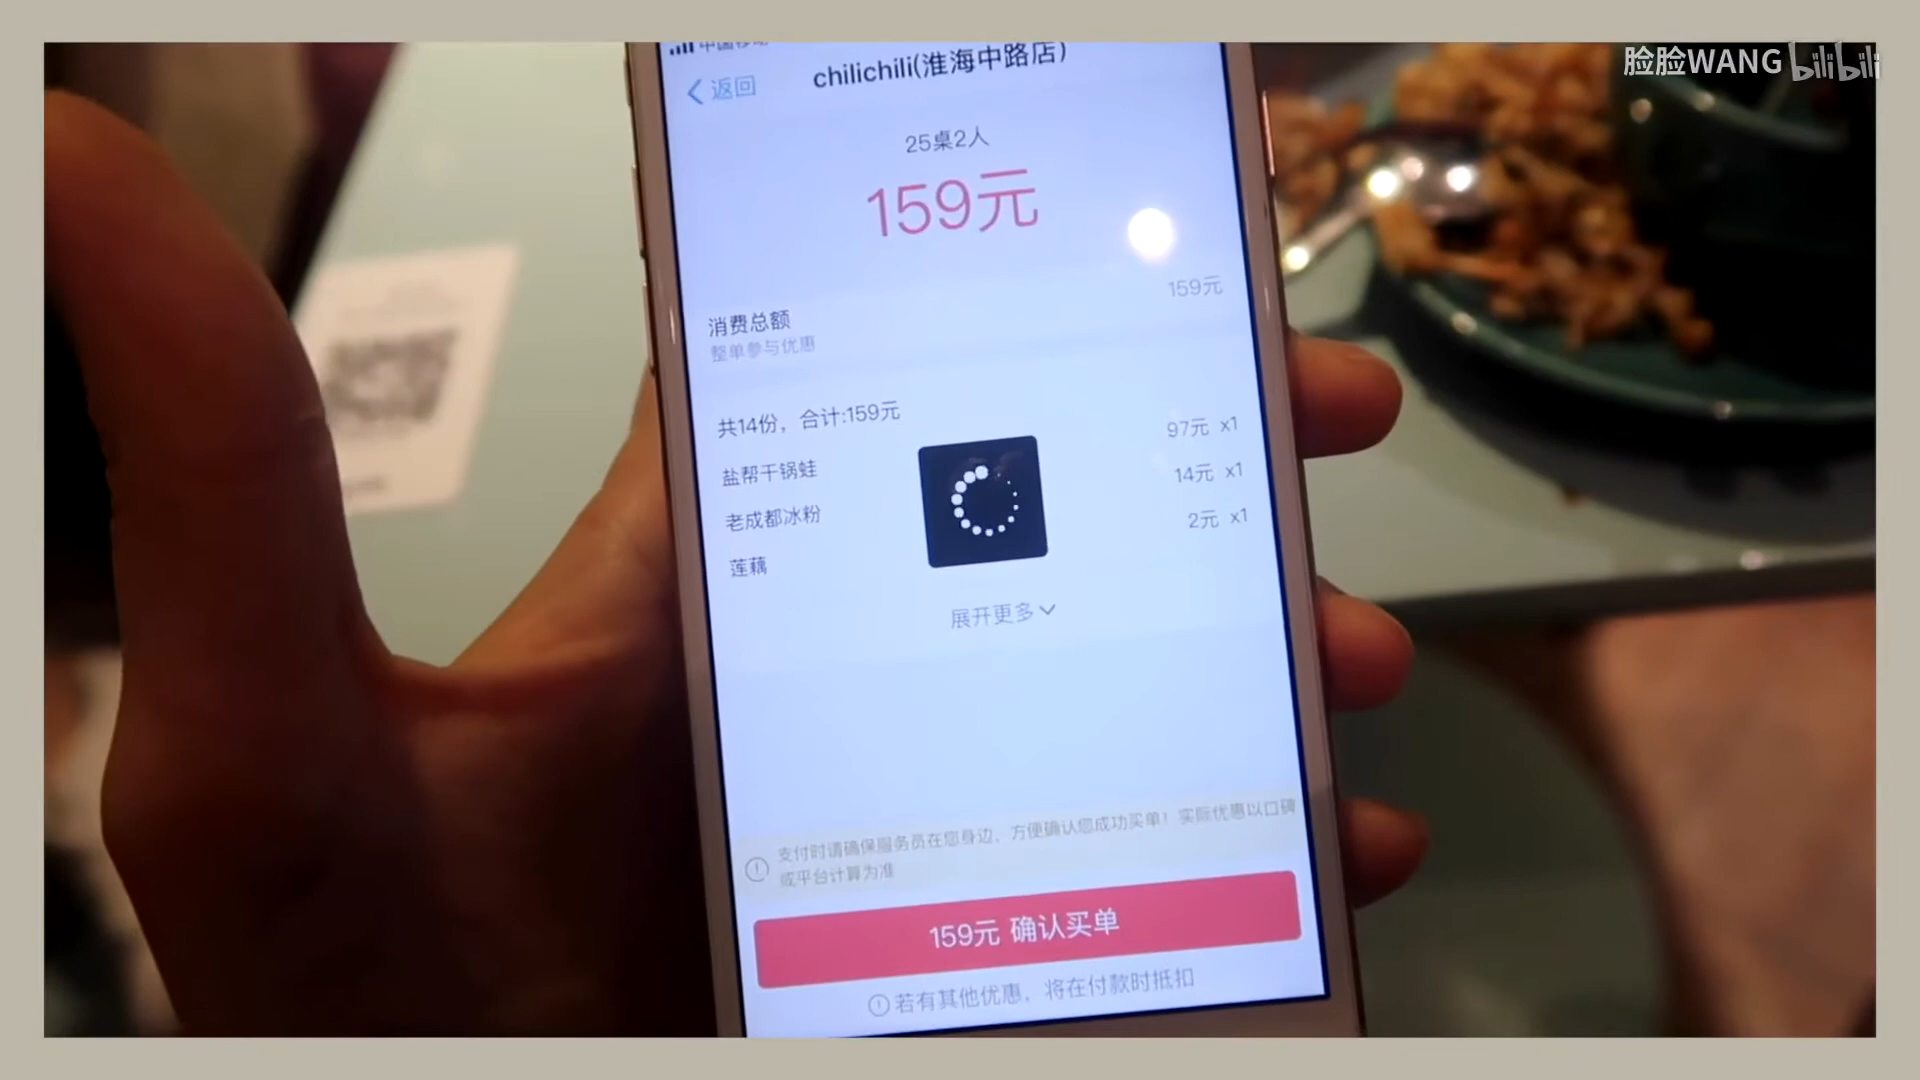 脸脸WANG bilibili
中国移动
返回
chilichili(淮海中路店)
25桌2人
159元
消费总额 159元
整单参与优惠
共14份，合计:159元
盐帮干锅蛙 97元 x1
老成都冰粉 14元 x1
莲藕 2元 x1
展开更多
支付时请确保服务员在您身边，方便确认您成功买单！实际优惠以口碑
或平台计算为准
159元 确认买单
若有其他优惠，将在付款时抵扣